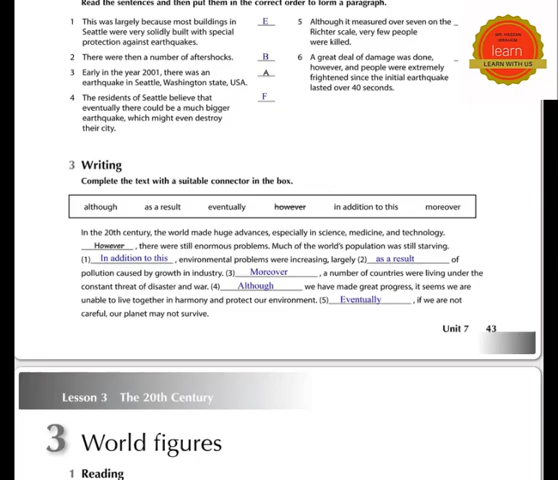 Read the sentences and then put them in the correct order to form a paragraph.
1 This was largely because most buildings in E
Seattle were very solidly built with special
protection against earthquakes.
2 There were then a number of aftershocks. B
3 Early in the year 2001, there was an A
earthquake in Seattle, Washington state, USA.
4 The residents of Seattle believe that F
eventually there could be a much bigger
earthquake, which might even destroy
their city.
5 Although it measured over seven on the
Richter scale, very few people
were killed.
6 A great deal of damage was done,
however, and people were extremely
frightened since the initial earthquake
lasted over 40 seconds.
learn
LEARN WITH US
3 Writing
Complete the text with a suitable connector in the box.
although as a result eventually however in addition to this moreover
In the 20th century, the world made huge advances, especially in science, medicine, and technology.
However, there were still enormous problems. Much of the world's population was still starving.
(1) In addition to this, environmental problems were increasing, largely (2) as a result of
pollution caused by growth in industry. (3) Moreover, a number of countries were living under the
constant threat of disaster and war. (4) Although we have made great progress, it seems we are
unable to live together in harmony and protect our environment. (5) Eventually, if we are not
careful, our planet may not survive.
Unit 7 43
Lesson 3 The 20th Century
3 World figures
1 Reading